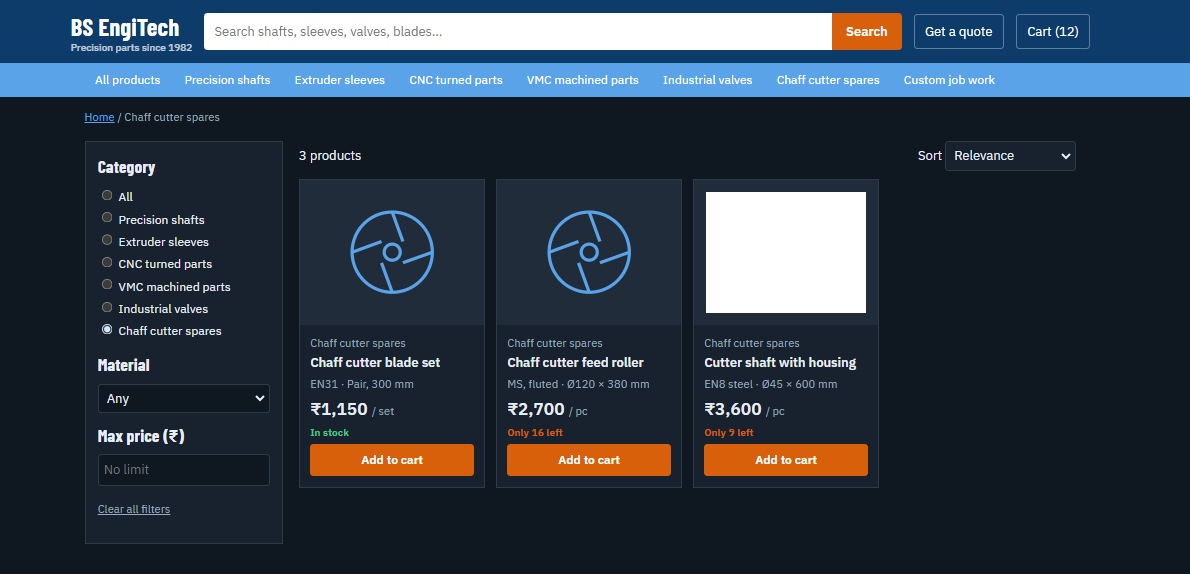 BS EngiTech
Precision parts since 1982
Search shafts, sleeves, valves, blades...
Search
Get a quote
Cart (12)
All products
Precision shafts
Extruder sleeves
CNC turned parts
VMC machined parts
Industrial valves
Chaff cutter spares
Custom job work
Home / Chaff cutter spares
Category
All
Precision shafts
Extruder sleeves
CNC turned parts
VMC machined parts
Industrial valves
Chaff cutter spares
Material
Any
Max price (₹)
No limit
Clear all filters
3 products
Sort Relevance
Chaff cutter spares
Chaff cutter blade set
EN31 · Pair, 300 mm
₹1,150 / set
In stock
Add to cart
Chaff cutter spares
Chaff cutter feed roller
MS, fluted · Ø120 × 380 mm
₹2,700 / pc
Only 16 left
Add to cart
Chaff cutter spares
Cutter shaft with housing
EN8 steel · Ø45 × 600 mm
₹3,600 / pc
Only 9 left
Add to cart